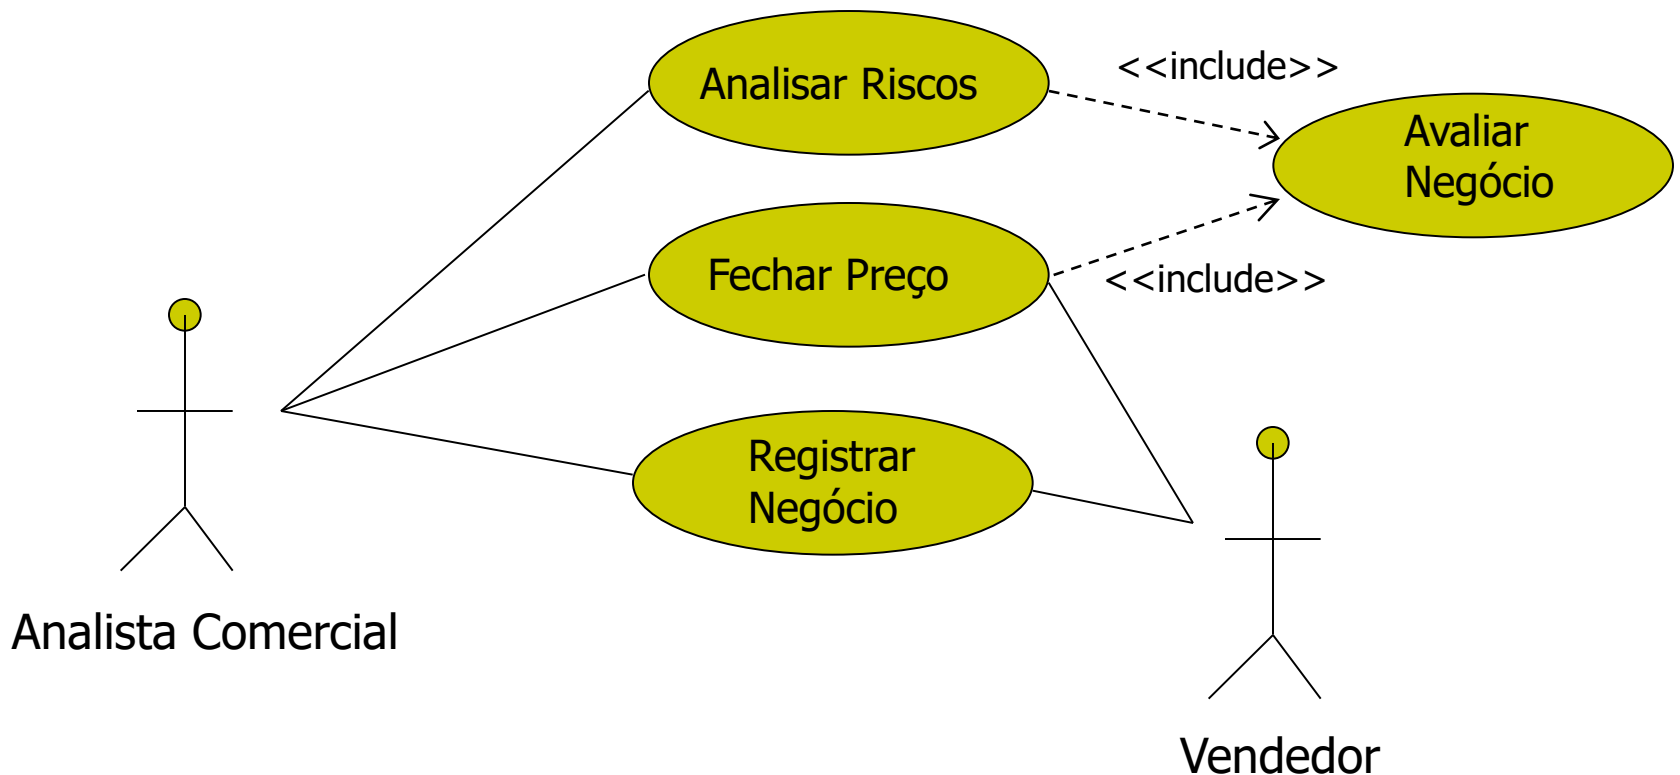 Analisar Riscos
<<include>>
Avaliar
Negócio
Fechar Preço
<<include>>
Registrar
Negócio
Analista Comercial
Vendedor